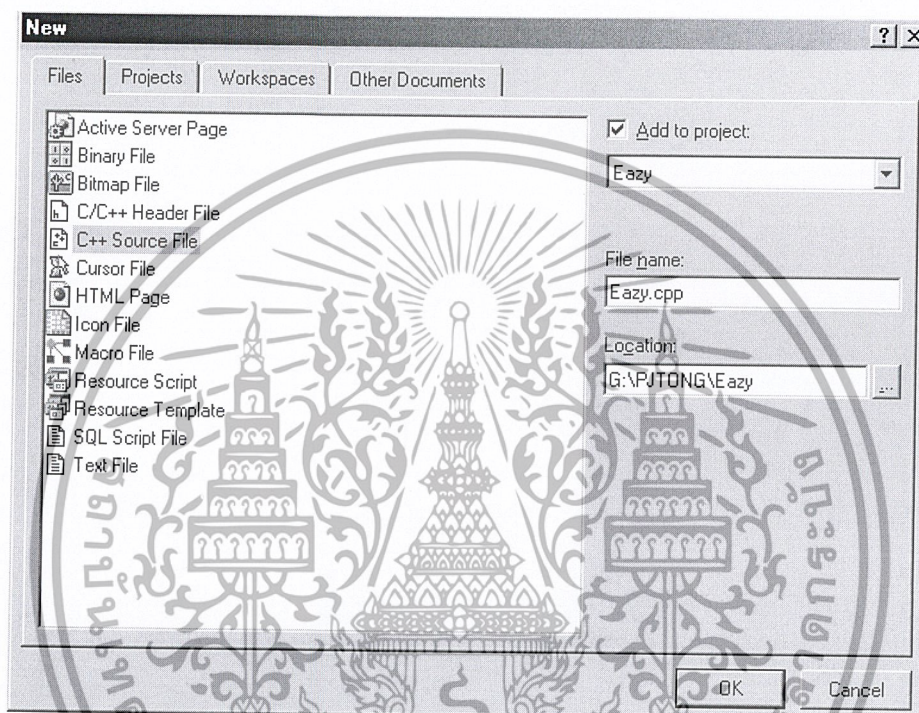 New
? X
Files Projects Workspaces Other Documents
Active Server Page
Binary File
Bitmap File
C/C++ Header File
C++ Source File
Cursor File
HTML Page
Icon File
Macro File
Resource Script
Resource Template
SQL Script File
Text File
Add to project:
Eazy
File name:
Eazy.cpp
Location:
G:\PJTONG\Eazy
...
OK Cancel